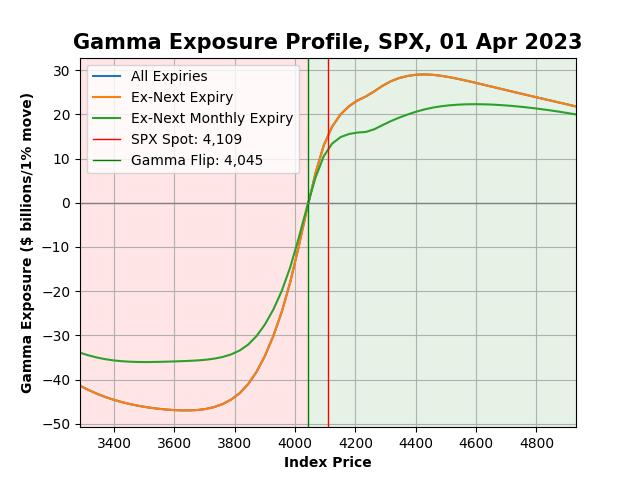 Gamma Exposure Profile, SPX, 01 Apr 2023
All Expiries
Ex-Next Expiry
Ex-Next Monthly Expiry
SPX Spot: 4,109
Gamma Flip: 4,045
Gamma Exposure ($ billions/1% move)
30
20
10
0
−10
−20
−30
−40
−50
3400 3600 3800 4000 4200 4400 4600 4800
Index Price